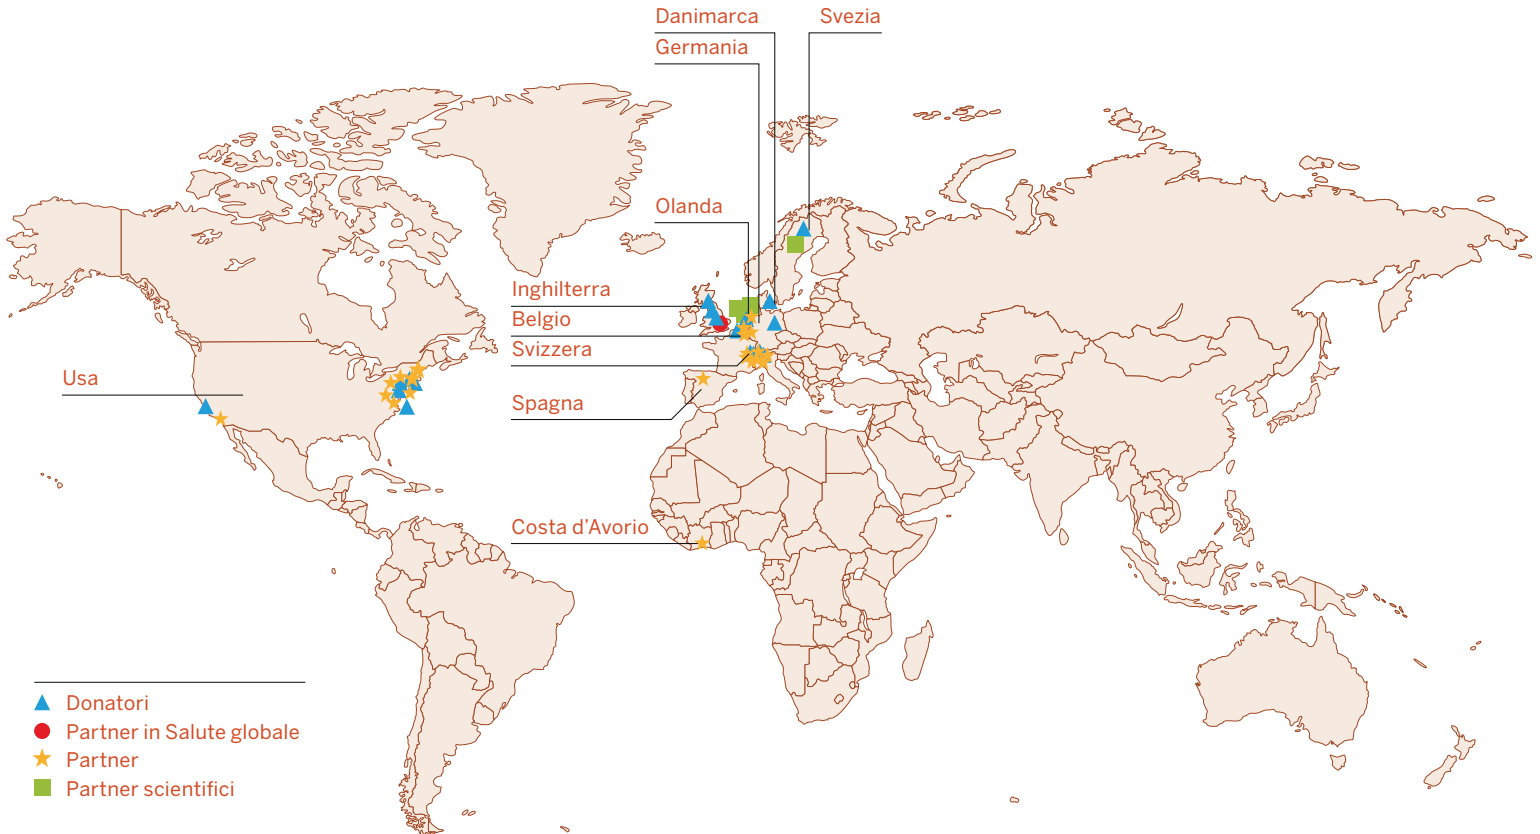 Danimarca
Svezia
Germania
Olanda
Inghilterra
Belgio
Svizzera
Usa
Spagna
Costa d’Avorio
Donatori
Partner in Salute globale
Partner
Partner scientifici